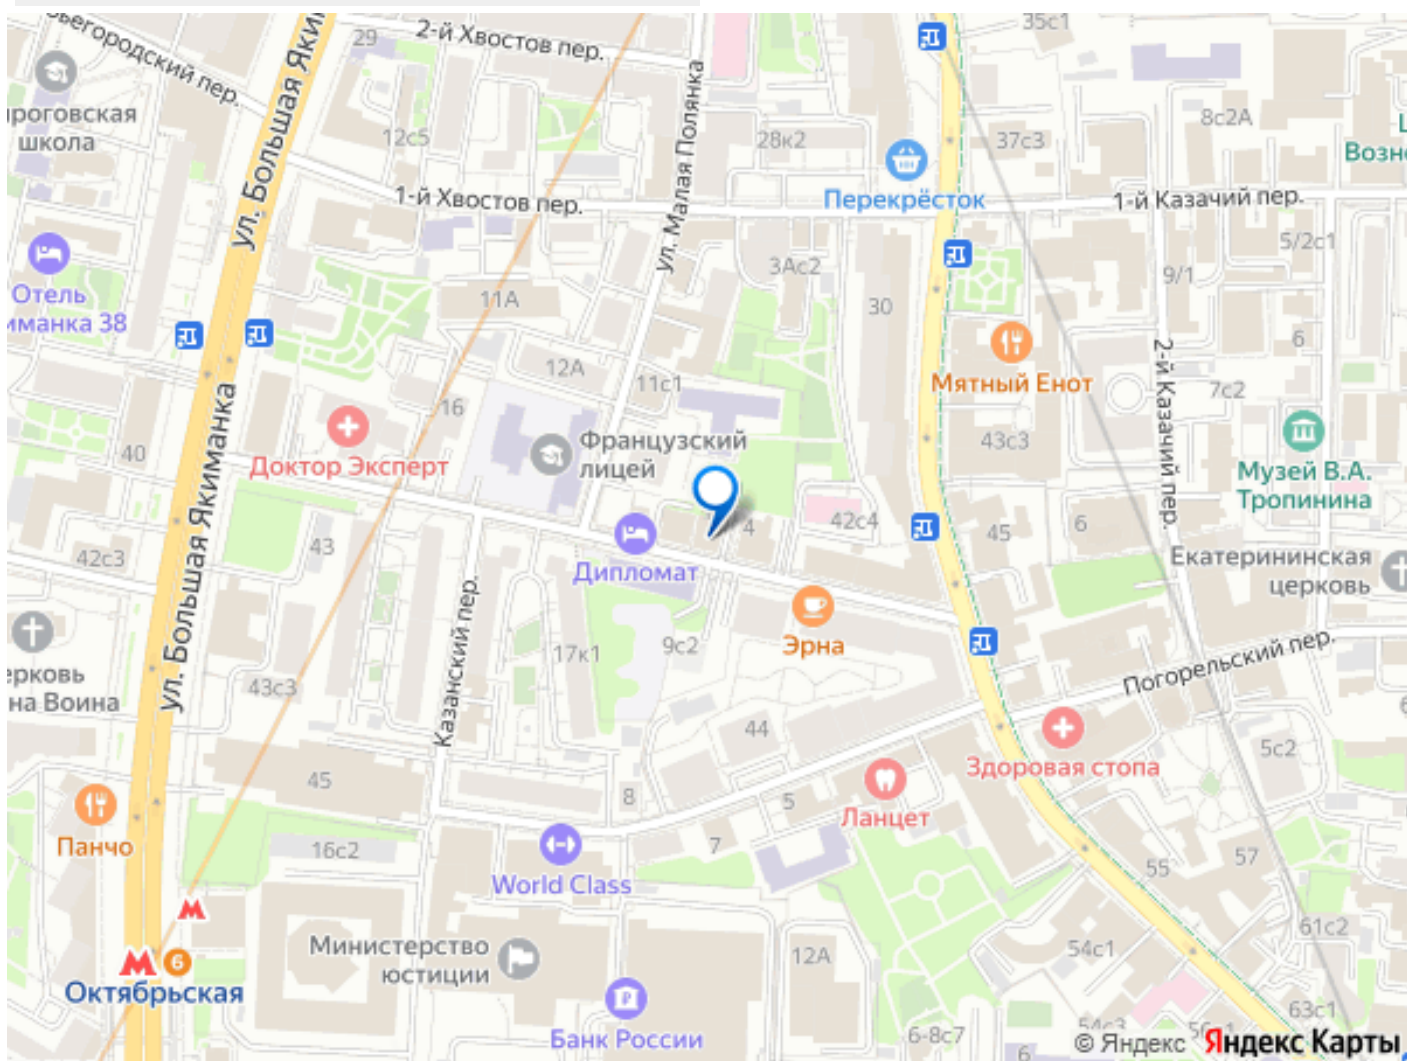 2-й Хвостов пер.
35с1
29
ул. Большая Якиманка
8с2А
12с5
28к2
37с3
школа
ул. Малая Полянка
Перекрёсток
1-й Хвостов пер.
1-й Казачий пер.
5/2с1
3Ас2
9/1
Отель
11А
30
6
12А
11с1
Мятный Енот
7с2
2-й Казачий пер.
16
40
Доктор Эксперт
Французский
лицей
43с3
Музей В.А.
Тропинина
ул. Большая Якиманка
42с4
4
45
6
43
42с3
Дипломат
Екатерининская
церковь
Казанский пер.
Эрна
9с2
17к1
Погорельский пер.
на Воина
43с3
44
5с2
Здоровая стопа
45
8
5
Ланцет
7
Панчо
16с2
World Class
55
57
61с2
Министерство
юстиции
12А
54с1
6
Октябрьская
Банк России
6-8с7
63с1
6
© Яндекс Яндекс Карты